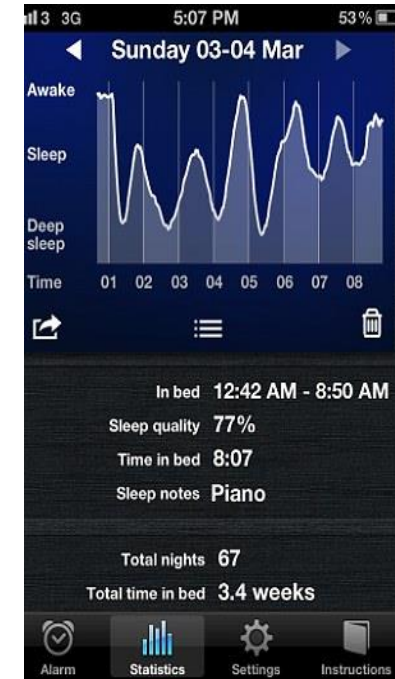 3 3G 5:07 PM 53%
Sunday 03-04 Mar
Awake
Sleep
Deep
sleep
Time 01 02 03 04 05 06 07 08
In bed 12:42 AM - 8:50 AM
Sleep quality 77%
Time in bed 8:07
Sleep notes Piano
Total nights 67
Total time in bed 3.4 weeks
Alarm Statistics Settings Instructions